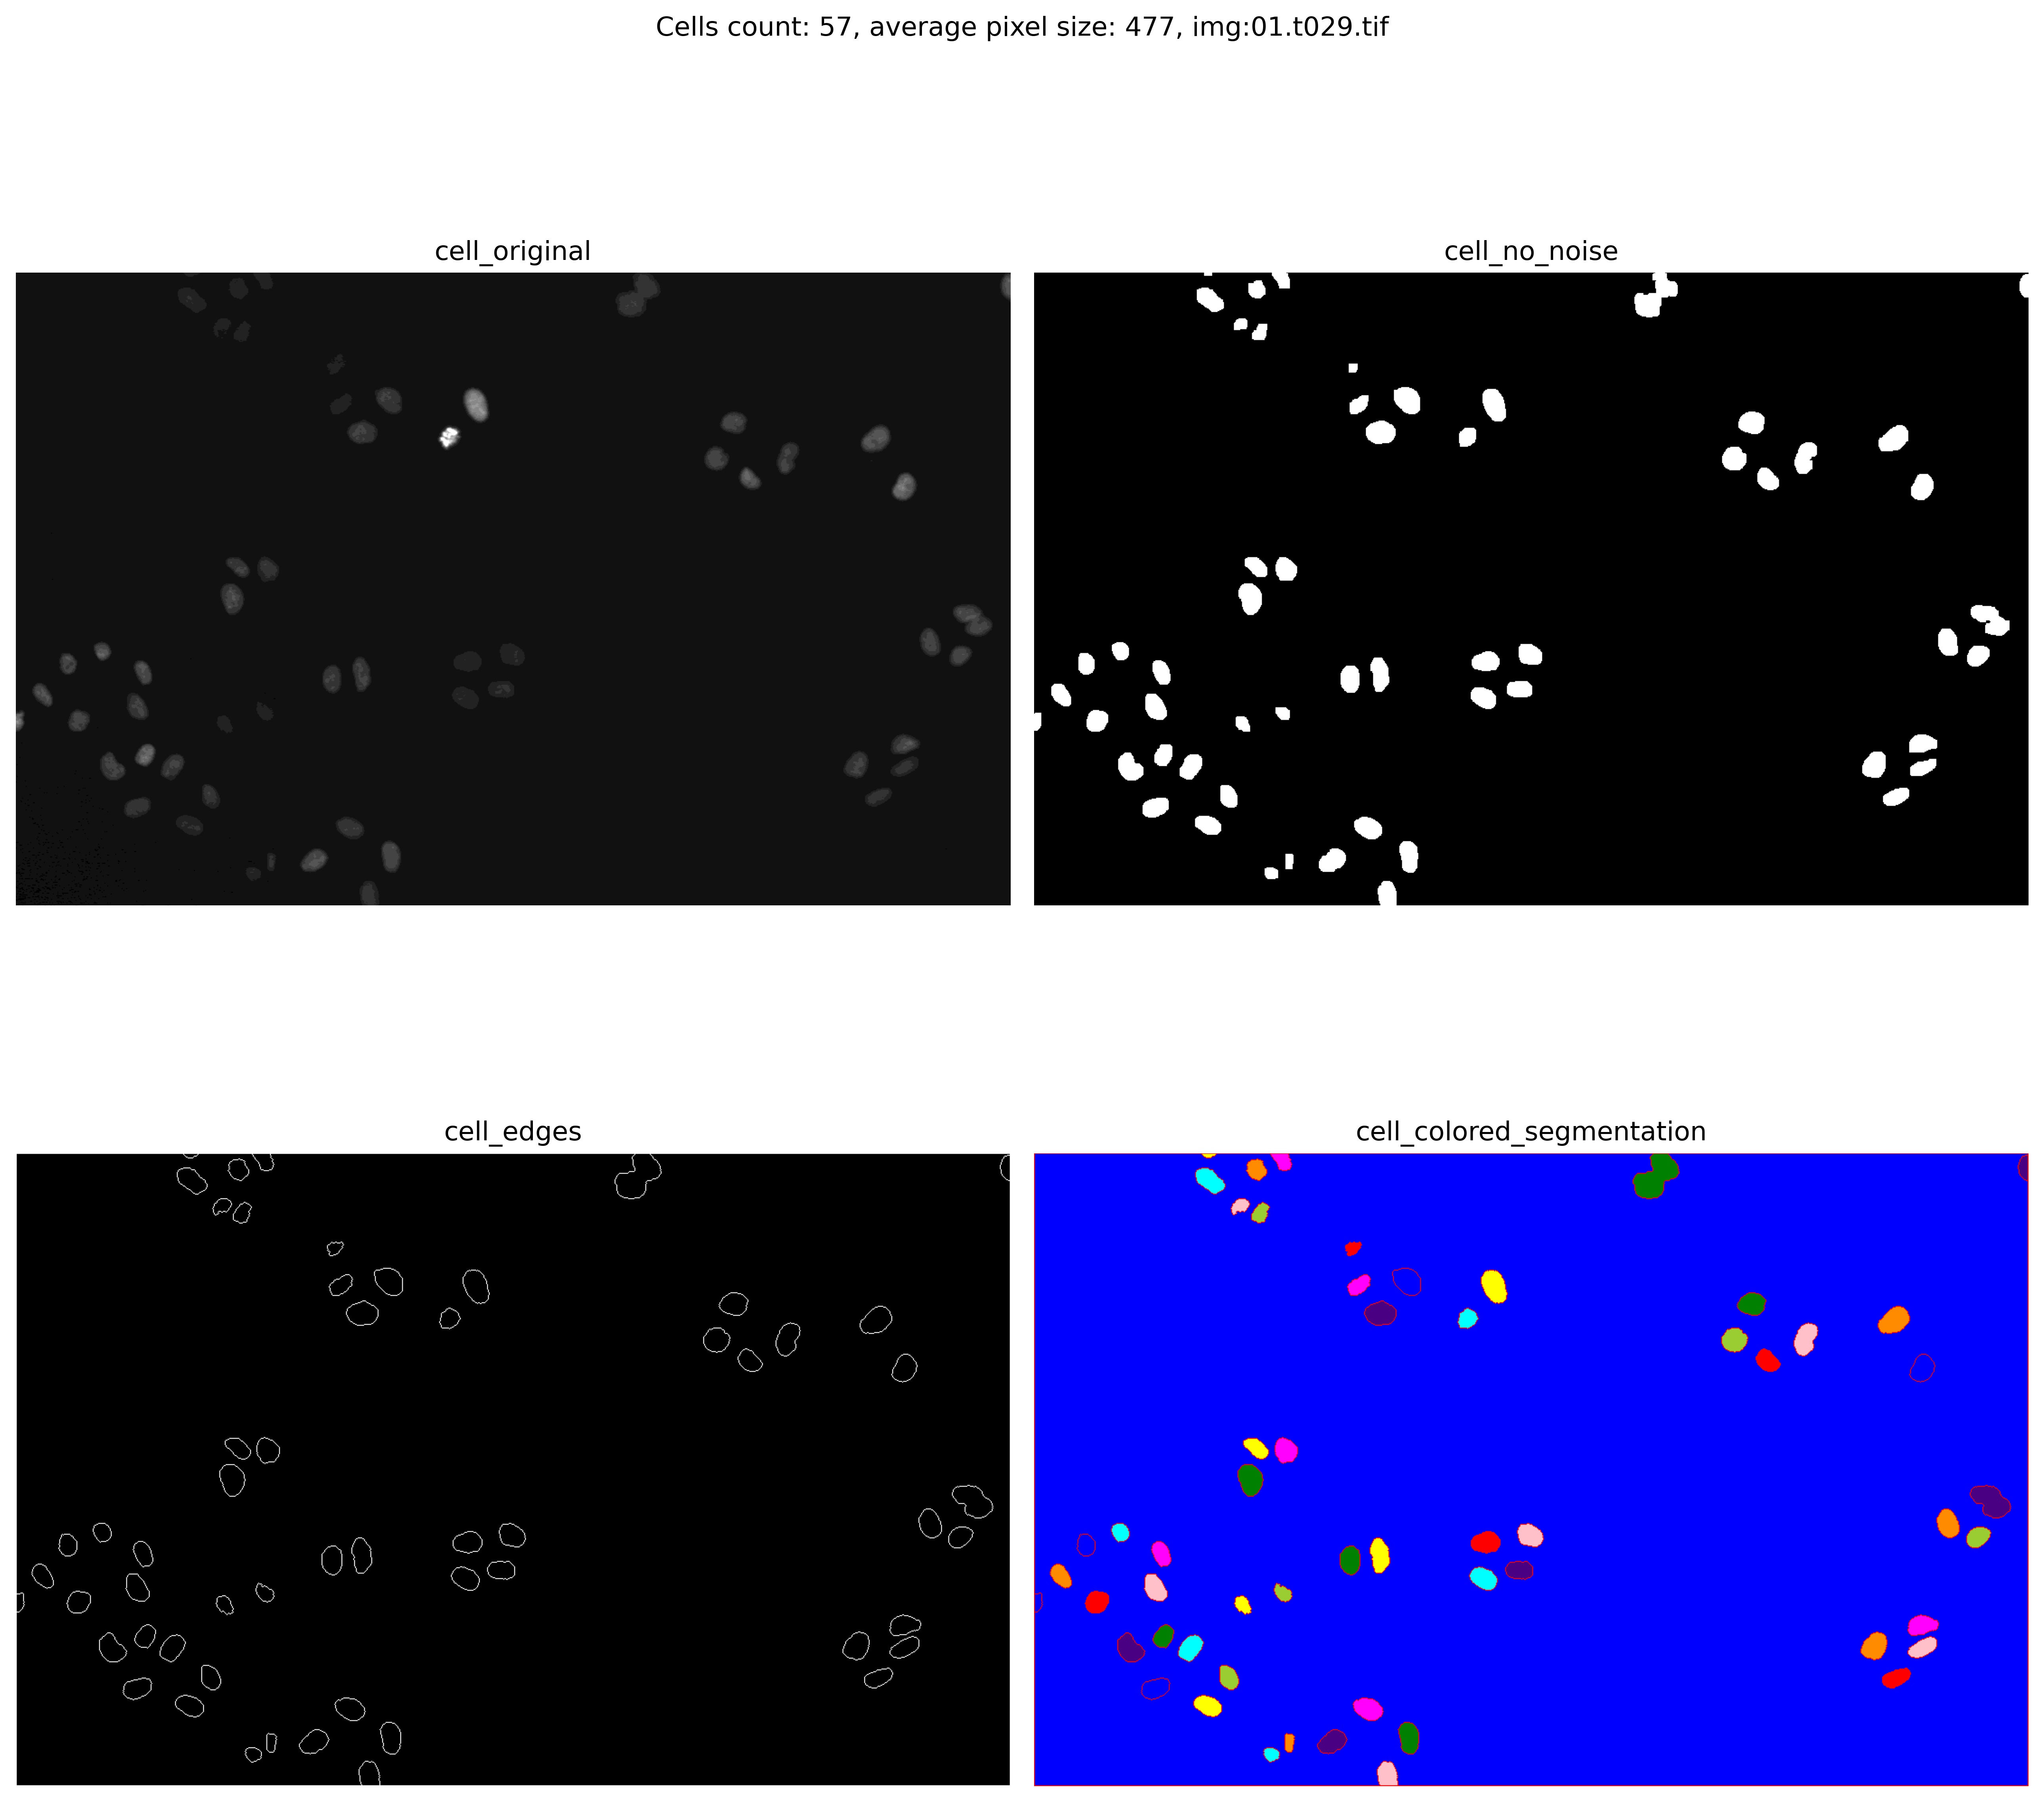 Cells count: 57, average pixel size: 477, img:01.t029.tif
cell_original
cell_no_noise
cell_edges
cell_colored_segmentation